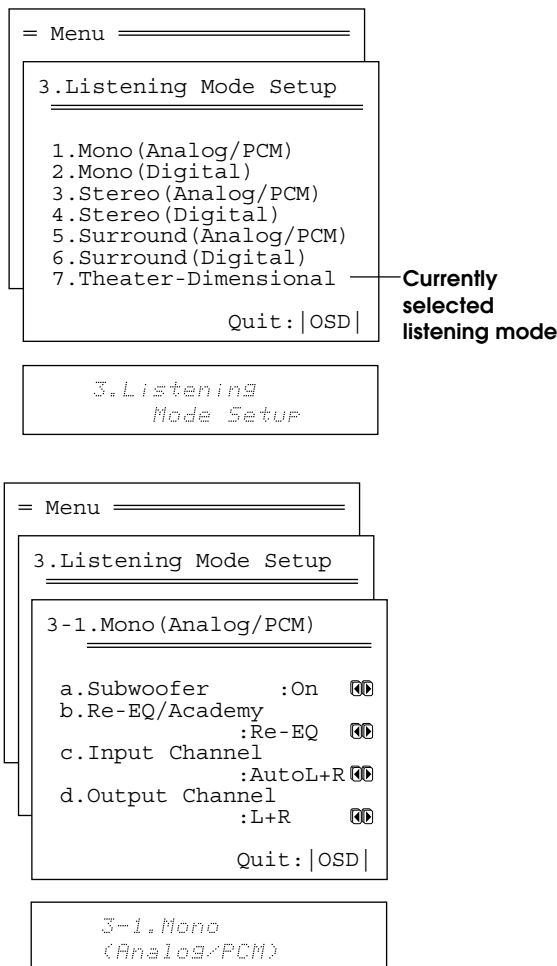 = Menu
3.Listening Mode Setup
1.Mono(Analog/PCM)
2.Mono(Digital)
3.Stereo(Analog/PCM)
4.Stereo(Digital)
5.Surround(Analog/PCM)
6.Surround(Digital)
7.Theater-Dimensional
Currently
selected
listening mode
Quit:|OSD|
3.Listening
Mode Setup
= Menu
3.Listening Mode Setup
3-1.Mono(Analog/PCM)
a.Subwoofer :On
b.Re-EQ/Academy
:Re-EQ
c.Input Channel
:AutoL+R
d.Output Channel
:L+R
Quit:|OSD|
3-1.Mono
(Analog/PCM)